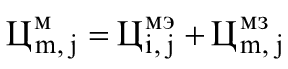 Ц^м_m, j = Ц^мэ_i, j + Ц^мз_m, j